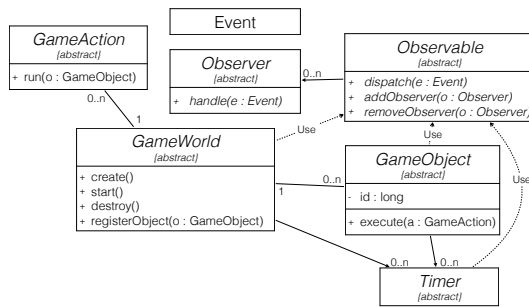 Event
GameAction
{abstract}
+ run(o : GameObject)
0..n
1
Observer
{abstract}
+ handle(e : Event)
0..n
Observable
{abstract}
+ dispatch(e : Event)
+ addObserver(o : Observer)
+ removeObserver(o : Observer)
Use
Use
Use
GameWorld
{abstract}
+ create()
+ start()
+ destroy()
+ registerObject(o : GameObject)
1
0..n
GameObject
{abstract}
- id : long
+ execute(a : GameAction)
0..n
0..n
Timer
{abstract}